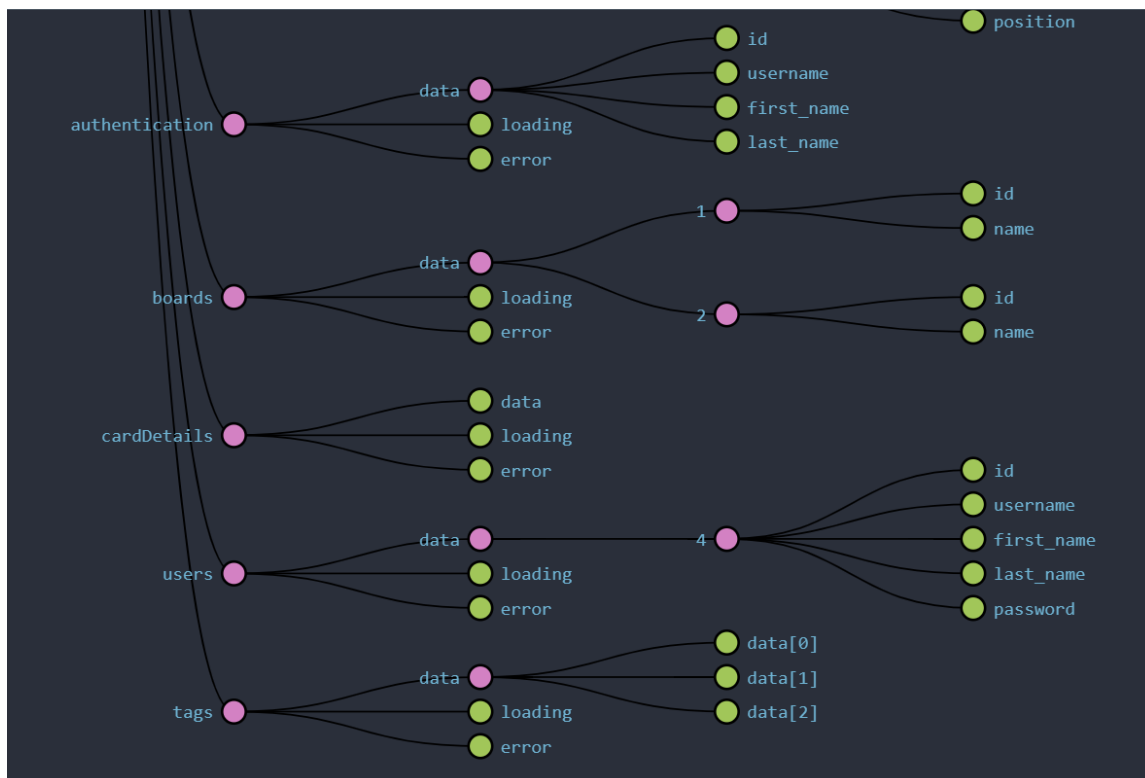 position
id
data
username
authentication
loading
first_name
error
last_name
1
id
name
data
boards
loading
error
2
id
name
data
cardDetails
loading
error
data
4
id
username
first_name
last_name
password
users
loading
error
data
data[0]
data[1]
data[2]
tags
loading
error